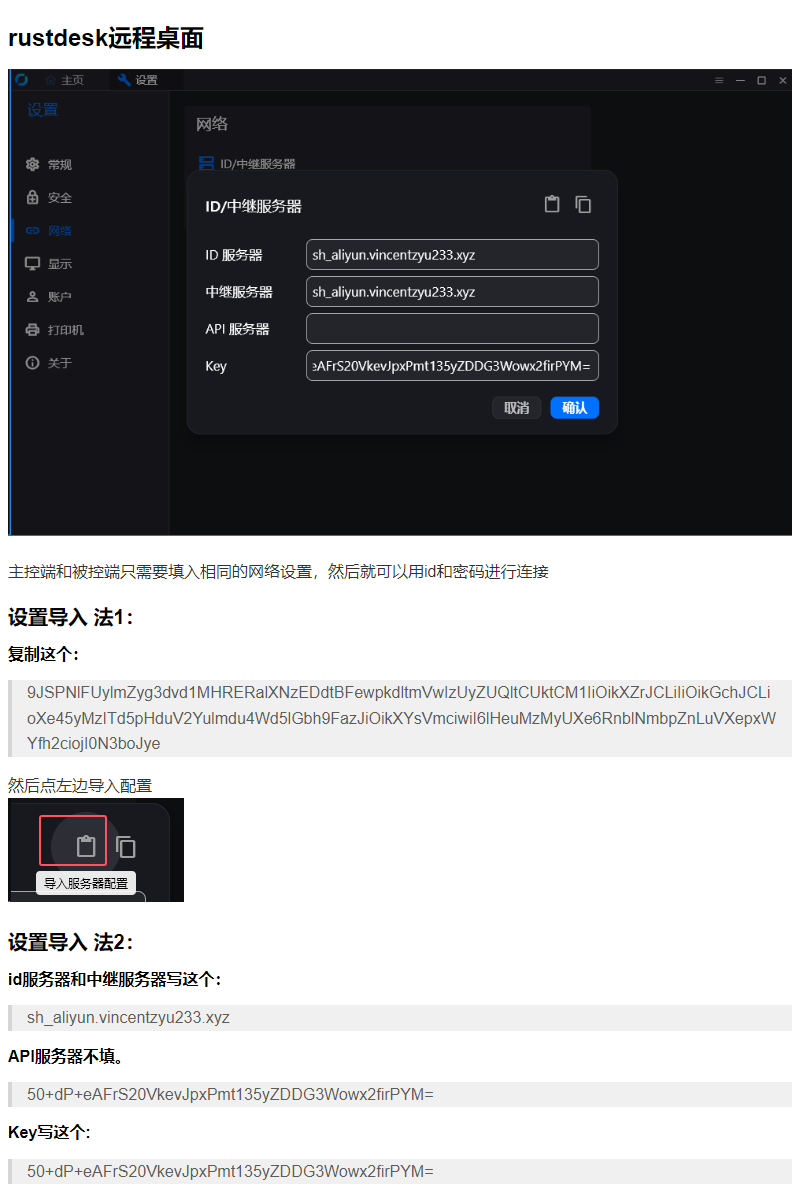 rustdesk远程桌面
主页
设置
设置
网络
ID/中继服务器
常规
安全
网络
显示
账户
打印机
关于
ID/中继服务器
ID 服务器
sh_aliyun.vincentzyu233.xyz
中继服务器
sh_aliyun.vincentzyu233.xyz
API 服务器
Key
eAFrS20VkevJpxPmt135yZDDG3Wowx2firPYM=
取消
确认
主控端和被控端只需要填入相同的网络设置，然后就可以用id和密码进行连接
设置导入 法1：
复制这个：
9JSPNlFUylmZyg3dvd1MHRERalXNzEDdtBFewpkdltmVwIzUyZUQltCUktCM1IiOikXZrJCLiIiOikGchJCLi
oXe45yMzITd5pHduV2Yulmdu4Wd5lGbh9FazJiOikXYsVmciwiI6lHeuMzMyUXe6RnblNmbpZnLuVXepxW
Yfh2ciojI0N3boJye
然后点左边导入配置
导入服务器配置
设置导入 法2：
id服务器和中继服务器写这个：
sh_aliyun.vincentzyu233.xyz
API服务器不填。
50+dP+eAFrS20VkevJpxPmt135yZDDG3Wowx2firPYM=
Key写这个:
50+dP+eAFrS20VkevJpxPmt135yZDDG3Wowx2firPYM=